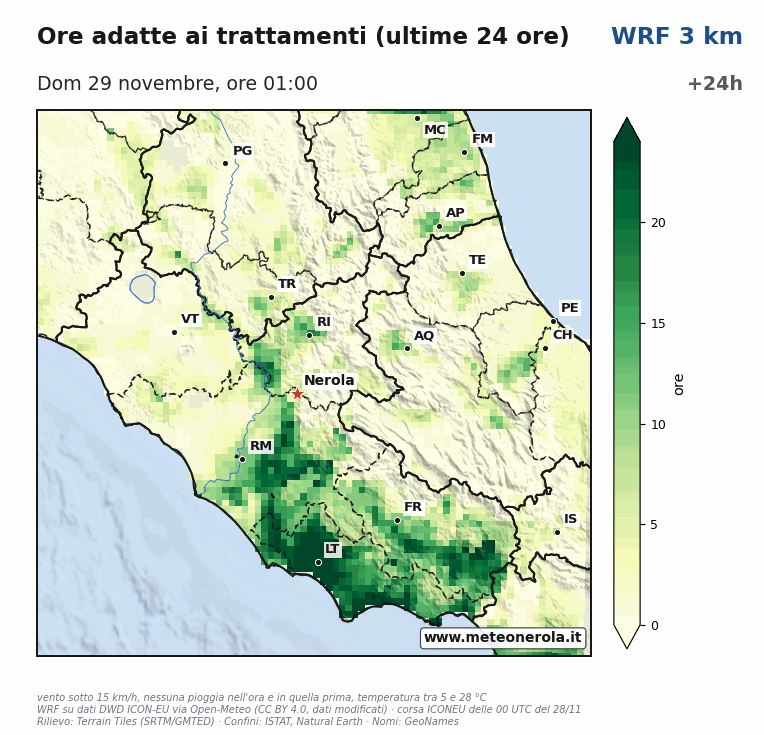 Ore adatte ai trattamenti (ultime 24 ore) WRF 3 km
Dom 29 novembre, ore 01:00 +24h
MC
FM
PG
AP
TE
TR
PE
VT
RI
AQ
CH
Nerola
RM
FR
IS
LT
www.meteonerola.it
20
15
10
5
0
ore
vento sotto 15 km/h, nessuna pioggia nell'ora e in quella prima, temperatura tra 5 e 28 °C
WRF su dati DWD ICON-EU via Open-Meteo (CC BY 4.0, dati modificati) · corsa ICONEU delle 00 UTC del 28/11
Rilievo: Terrain Tiles (SRTM/GMTED) · Confini: ISTAT, Natural Earth · Nomi: GeoNames